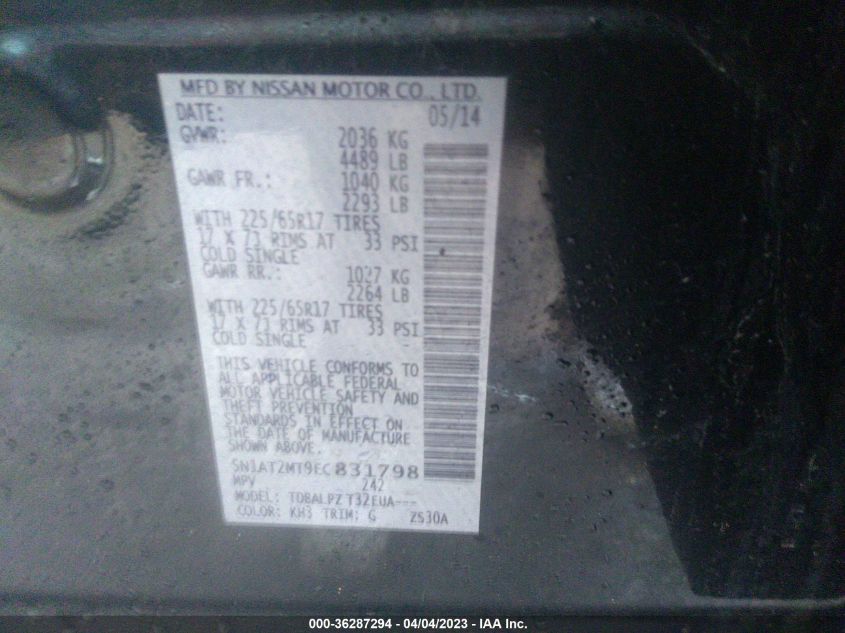 MFD BY NISSAN MOTOR CO., LTD.
DATE: 05/14
GVWR: 2036 KG
4489 LB
GAWR FR.: 1040 KG
2293 LB
WITH 225/65R17 TIRES
17 X 7J RIMS AT 33 PSI
COLD SINGLE
GAWR RR.: 1027 KG
2264 LB
WITH 225/65R17 TIRES
17 X 7J RIMS AT 33 PSI
COLD SINGLE
THIS VEHICLE CONFORMS TO
ALL APPLICABLE FEDERAL
MOTOR VEHICLE SAFETY AND
THEFT PREVENTION
STANDARDS IN EFFECT ON
THE DATE OF MANUFACTURE
SHOWN ABOVE.
5N1AT2MT9EC831798
MPV 242
MODEL: TDBALPZ T32EUA---
COLOR: KH3 TRIM: G ZS30A
000-36287294 - 04/04/2023 - IAA Inc.